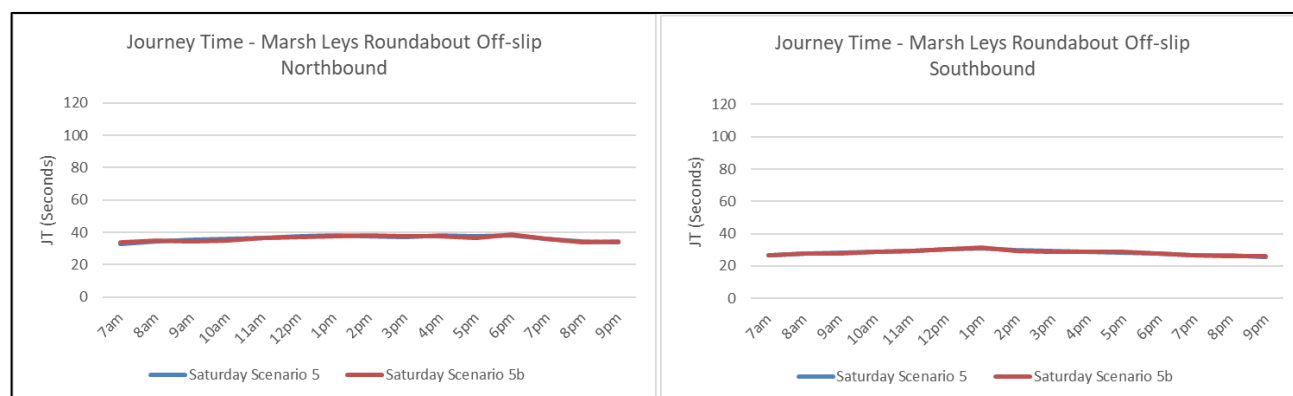 Journey Time - Marsh Leys Roundabout Off-slip
Northbound
JT (Seconds)
120
100
80
60
40
20
0
7am 8am 9am 10am 11am 12pm 1pm 2pm 3pm 4pm 5pm 6pm 7pm 8pm 9pm
Saturday Scenario 5 Saturday Scenario 5b
Journey Time - Marsh Leys Roundabout Off-slip
Southbound
JT (Seconds)
120
100
80
60
40
20
0
7am 8am 9am 10am 11am 12pm 1pm 2pm 3pm 4pm 5pm 6pm 7pm 8pm 9pm
Saturday Scenario 5 Saturday Scenario 5b